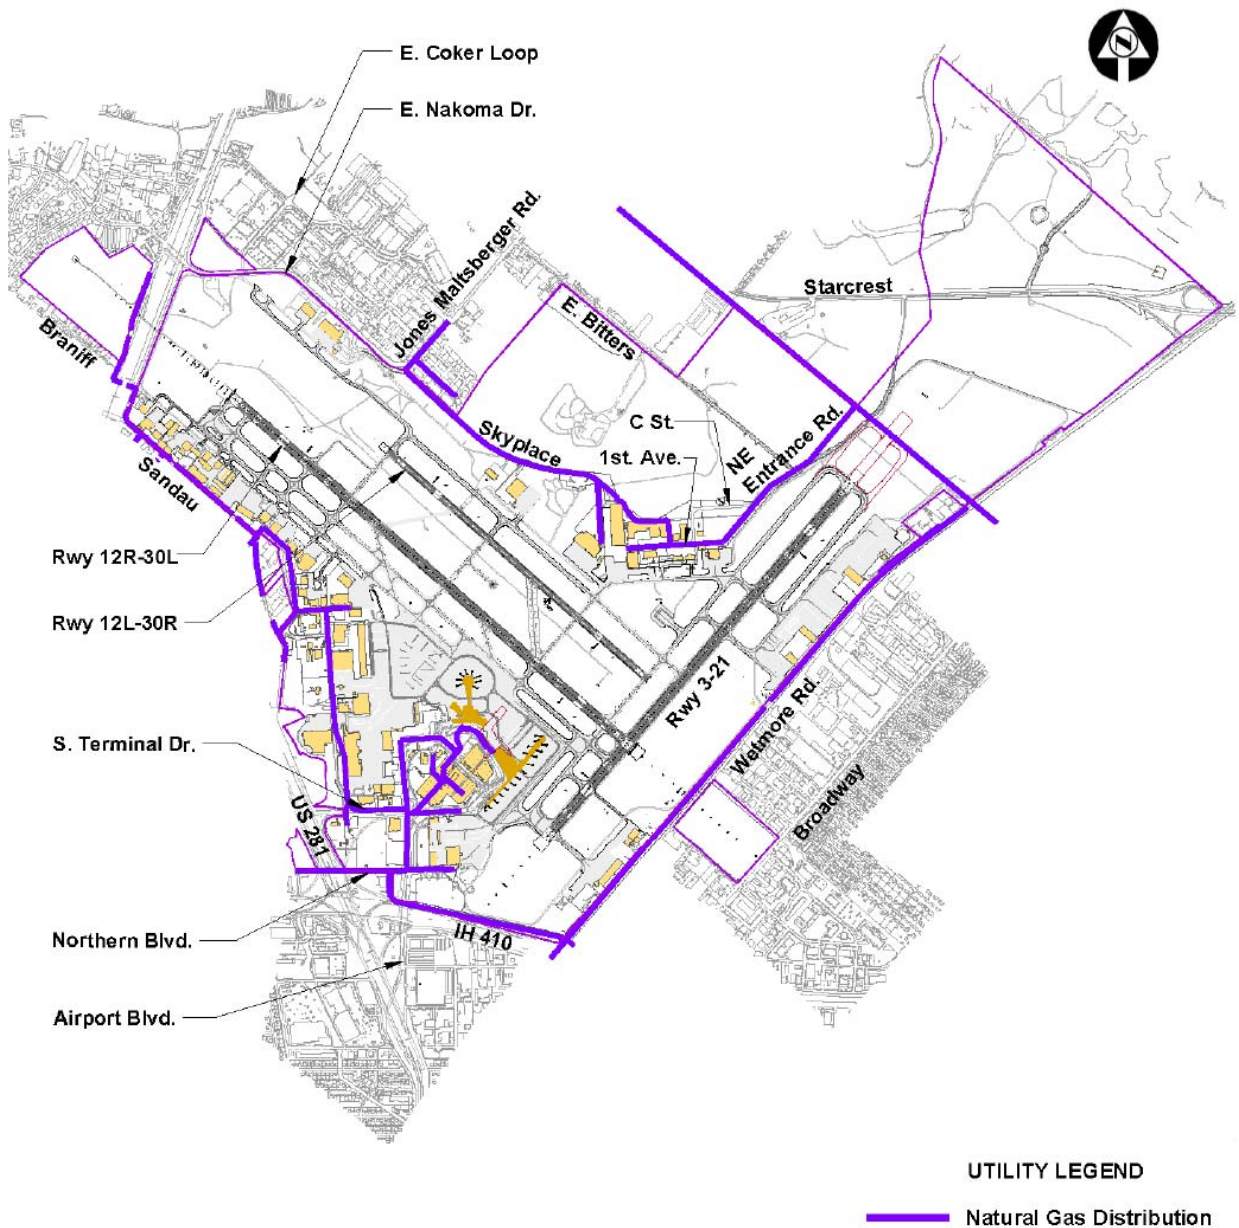 N
E. Coker Loop
E. Nakoma Dr.
Jones Maltsberger Rd.
Starcrest
E. Bitters
Braniff
C St.
Skyplace
1st. Ave.
NE
Entrance Rd.
Sandau
Rwy 12R-30L
Rwy 12L-30R
Rwy 3-21
Wetmore Rd.
S. Terminal Dr.
US 281
Broadway
Northern Blvd.
IH 410
Airport Blvd.
UTILITY LEGEND
Natural Gas Distribution